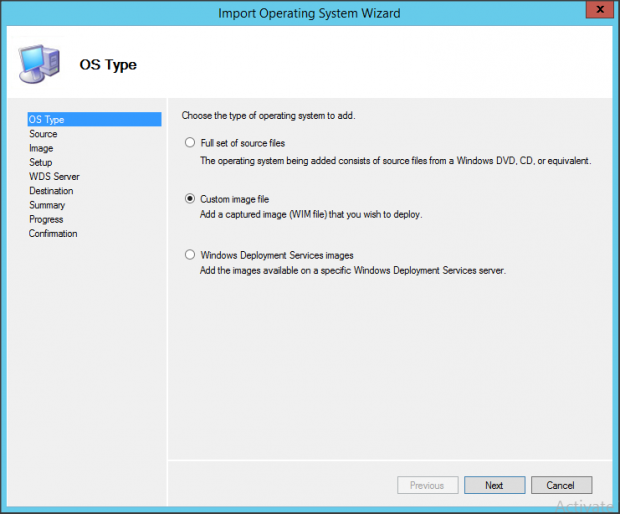 Import Operating System Wizard
x
OS Type
OS Type
Source
Image
Setup
WDS Server
Destination
Summary
Progress
Confirmation
Choose the type of operating system to add.
Full set of source files
The operating system being added consists of source files from a Windows DVD, CD, or equivalent.
Custom image file
Add a captured image (WIM file) that you wish to deploy.
Windows Deployment Services images
Add the images available on a specific Windows Deployment Services server.
Previous
Next
Cancel
Activate